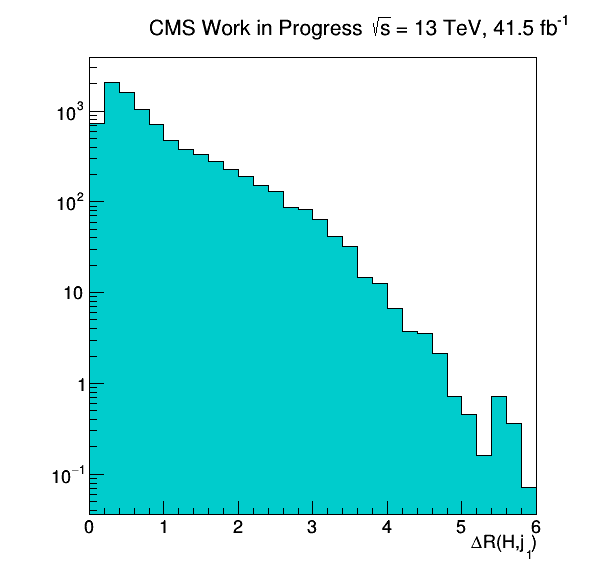 CMS Work in Progress √s = 13 TeV, 41.5 fb⁻¹
10³
10²
10
1
10⁻¹
0 1 2 3 4 5 6
ΔR(H,j₁)